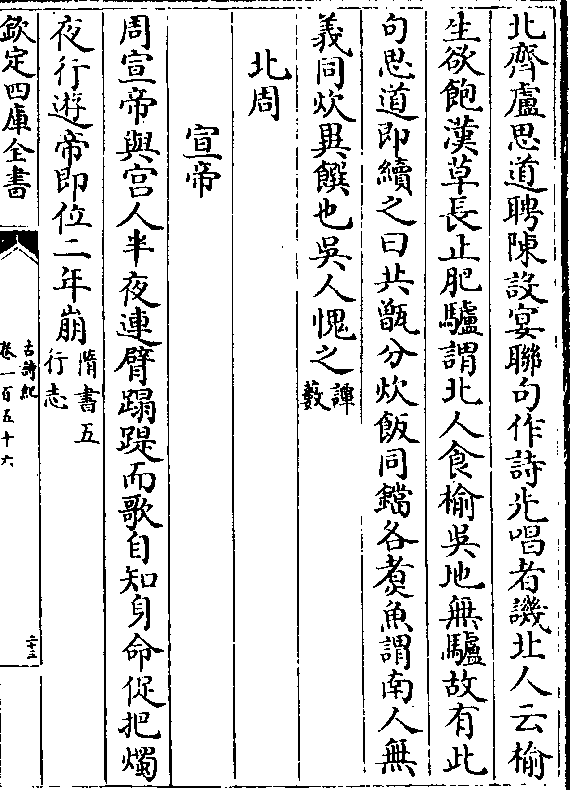 北齊盧思道聘陳設宴聯句作詩先唱者譏北人云榆
生欲飽漢草長止肥驢謂北人食榆吳地無驢故有此
句思道即續之曰共甑分炊飯同鐺各煑魚謂南人無
義同炊異饌也吳人愧之談藪
北周
宣帝
周宣帝與宫人半夜連臂蹋踶而歌自知身命促把燭
夜行遊帝即位二年崩隋書五行志
欽定四庫全書
古詩紀
卷一百五十六
二十三